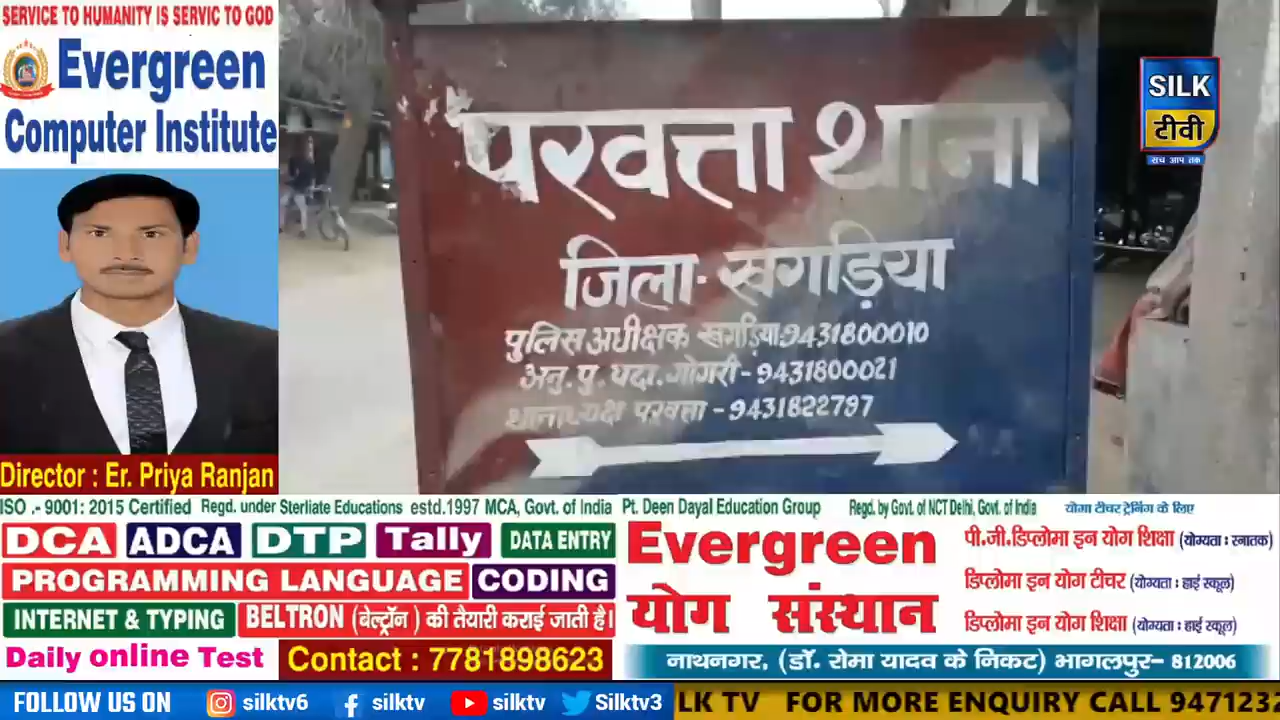 SERVICE TO HUMANITY IS SERVIC TO GOD
Evergreen
Computer Institute
Director : Er. Priya Ranjan
परवत्ता थाना
जिला-खगड़िया
पुलिस अधीक्षक खगड़िया:9431800010
अनु.पु.पदा.गोगरी-9431800021
थानाध्यक्ष परवत्ता-9431822797
SILK
टीवी
सच आप तक
ISO .- 9001: 2015 Certified Regd. under Sterliate Educations estd.1997 MCA, Govt. of India Pt. Deen Dayal Education Group Regd. by Govt. of NCT Delhi, Govt. of India योगा टीचर ट्रेनिंग के लिए
DCA ADCA DTP Tally DATA ENTRY
PROGRAMMING LANGUAGE CODING
INTERNET & TYPING BELTRON (बेल्ट्रॉन) की तैयारी कराई जाती है।
Daily online Test Contact : 7781898623
Evergreen
योग संस्थान
पी.जी.डिप्लोमा इन योग शिक्षा (योग्यता : स्नातक)
डिप्लोमा इन योग टीचर (योग्यता : हाई स्कूल)
डिप्लोमा इन योग शिक्षा (योग्यता : हाई स्कूल)
नाथनगर, (डॉ. रोमा यादव के निकट) भागलपुर- 812006
FOLLOW US ON silktv6 silktv silktv Silktv3 LK TV FOR MORE ENQUIRY CALL 947123